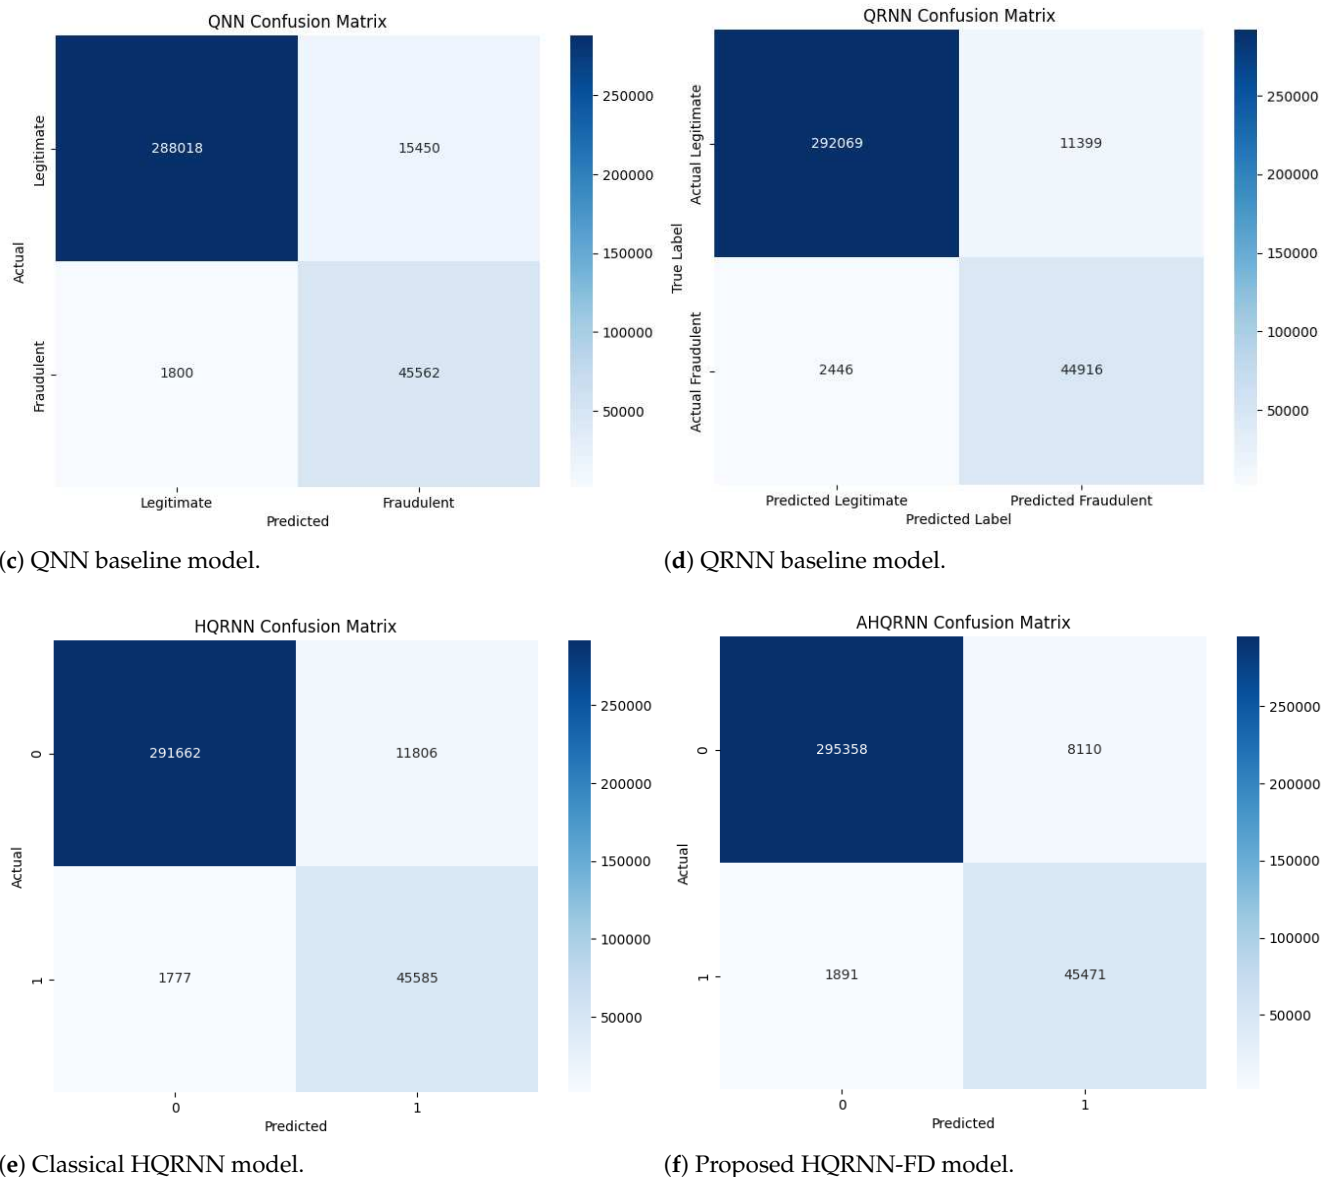 QNN Confusion Matrix
Legitimate
288018
15450
250000
200000
150000
100000
50000
Actual
Fraudulent
1800
45562
Legitimate
Fraudulent
Predicted
(c) QNN baseline model.
QRNN Confusion Matrix
Actual Legitimate
292069
11399
250000
200000
150000
100000
50000
True Label
Actual Fraudulent
2446
44916
Predicted Legitimate
Predicted Fraudulent
Predicted Label
(d) QRNN baseline model.
HQRNN Confusion Matrix
0
291662
11806
250000
200000
150000
100000
50000
Actual
1
1777
45585
0
1
Predicted
(e) Classical HQRNN model.
AHQRNN Confusion Matrix
0
295358
8110
250000
200000
150000
100000
50000
Actual
1
1891
45471
0
1
Predicted
(f) Proposed HQRNN-FD model.